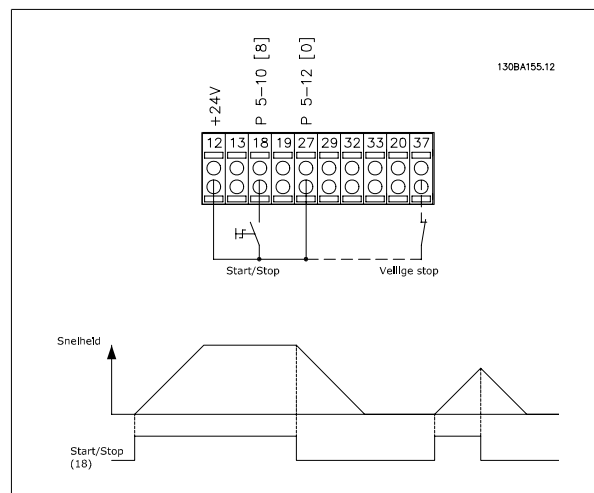 130BA155.12
+24V
P 5-10 [8]
P 5-12 [0]
12 13 18 19 27 29 32 33 20 37
Start/Stop
Veilige stop
Snelheid
Start/Stop
(18)